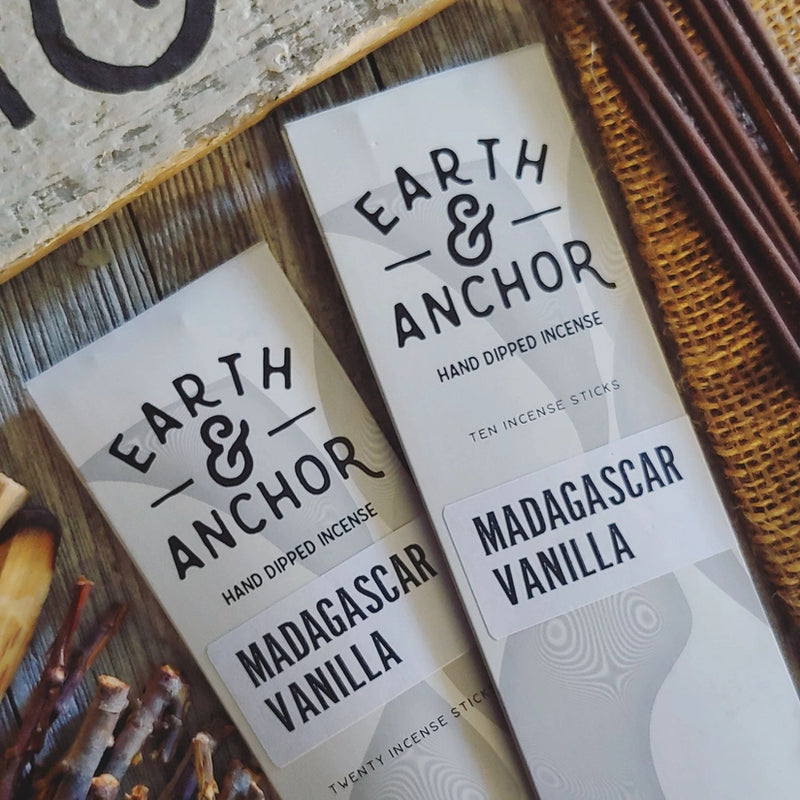 EARTH
&
ANCHOR
HAND DIPPED INCENSE
MADAGASCAR
VANILLA
TWENTY INCENSE STICK
EARTH
&
ANCHOR
HAND DIPPED INCENSE
TEN INCENSE STICKS
MADAGASCAR
VANILLA